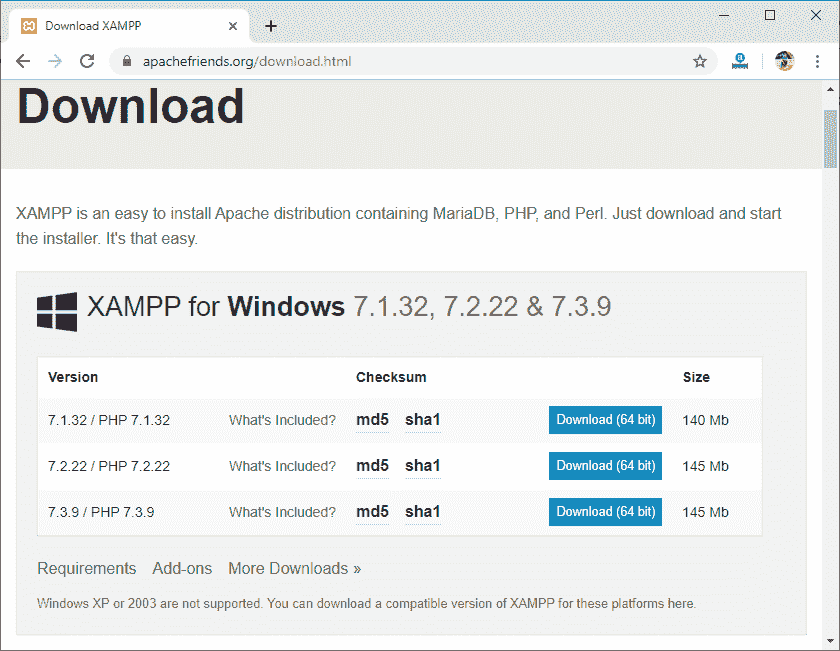 Download XAMPP
apachefriends.org/download.html
Download
XAMPP is an easy to install Apache distribution containing MariaDB, PHP, and Perl. Just download and start
the installer. It's that easy.
XAMPP for Windows 7.1.32, 7.2.22 & 7.3.9
Version Checksum Size
7.1.32 / PHP 7.1.32 What's Included? md5 sha1 Download (64 bit) 140 Mb
7.2.22 / PHP 7.2.22 What's Included? md5 sha1 Download (64 bit) 145 Mb
7.3.9 / PHP 7.3.9 What's Included? md5 sha1 Download (64 bit) 145 Mb
Requirements Add-ons More Downloads »
Windows XP or 2003 are not supported. You can download a compatible version of XAMPP for these platforms here.